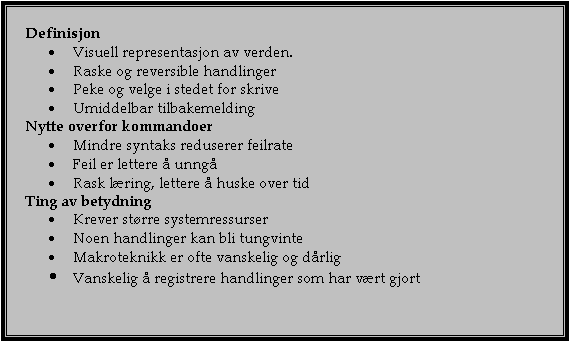 Definisjon
• Visuell representasjon av verden.
• Raske og reversible handlinger
• Peke og velge i stedet for skrive
• Umiddelbar tilbakemelding
Nytte overfor kommandoer
• Mindre syntaks reduserer feilrate
• Feil er lettere å unngå
• Rask læring, lettere å huske over tid
Ting av betydning
• Krever større systemressurser
• Noen handlinger kan bli tungvinte
• Makroteknikk er ofte vanskelig og dårlig
• Vanskelig å registrere handlinger som har vært gjort